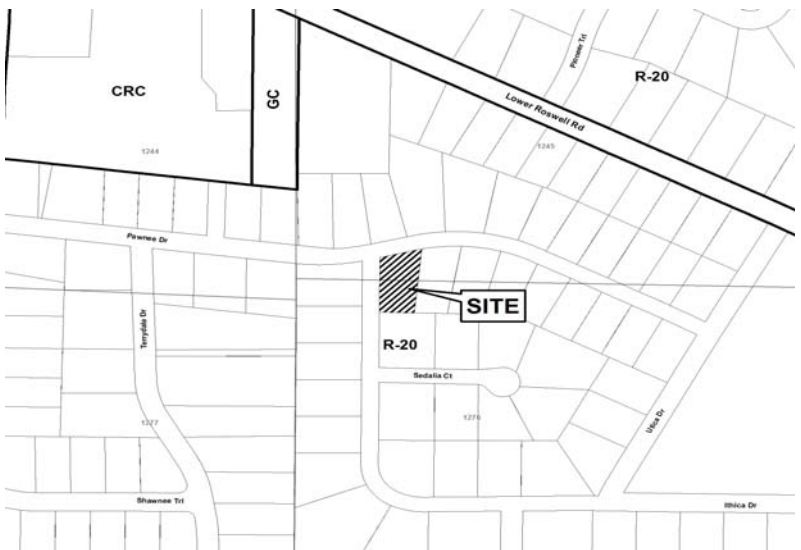 Pioneer Trl
R-20
CRC
GC
Lower Roswell Rd
1244
1245
Pawnee Dr
SITE
Terrydale Dr
R-20
Sedalia Ct
1276
1277
Utica Dr
Shawnee Trl
Ithica Dr